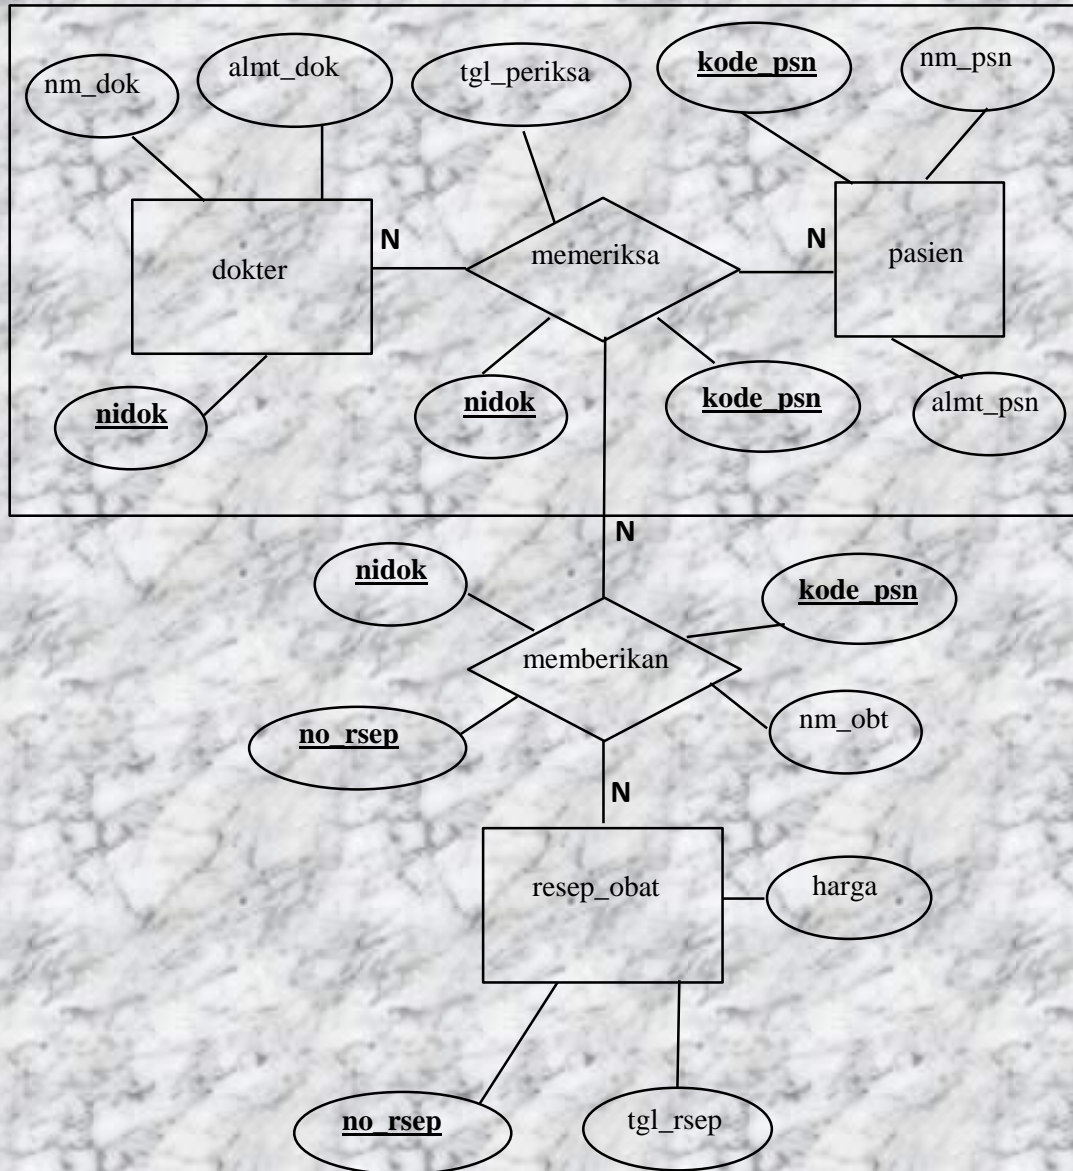 nm_dok
almt_dok
tgl_periksa
kode_psn
nm_psn
N
N
dokter
memeriksa
pasien
nidok
nidok
kode_psn
almt_psn
N
nidok
kode_psn
memberikan
no_rsep
nm_obt
N
resep_obat
harga
no_rsep
tgl_rsep